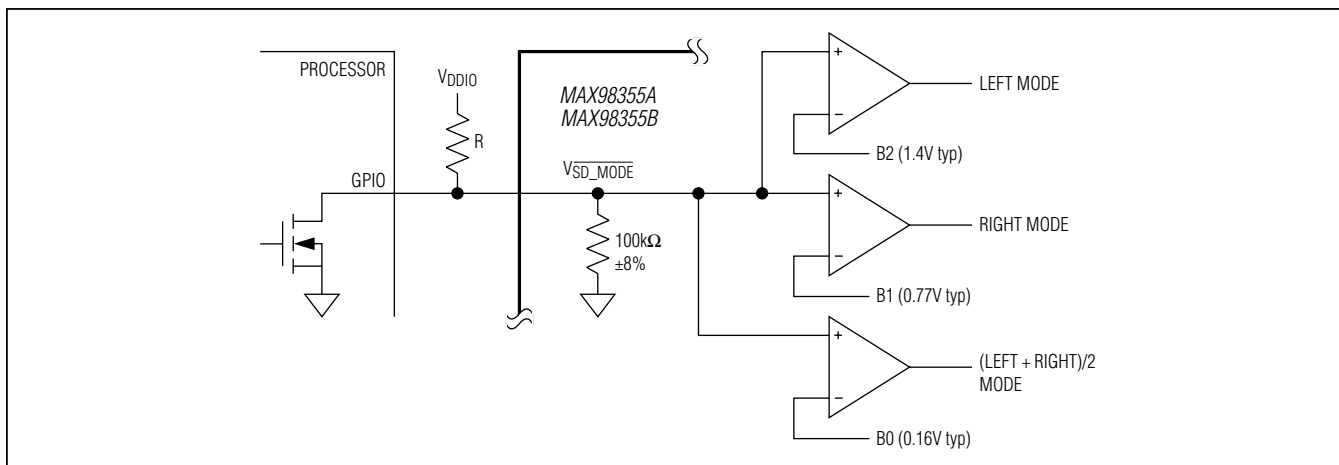 PROCESSOR
VDDIO
R
GPIO
MAX98355A
MAX98355B
VSD_MODE
100kΩ
±8%
+
−
LEFT MODE
B2 (1.4V typ)
+
−
RIGHT MODE
B1 (0.77V typ)
+
−
(LEFT + RIGHT)/2
MODE
B0 (0.16V typ)